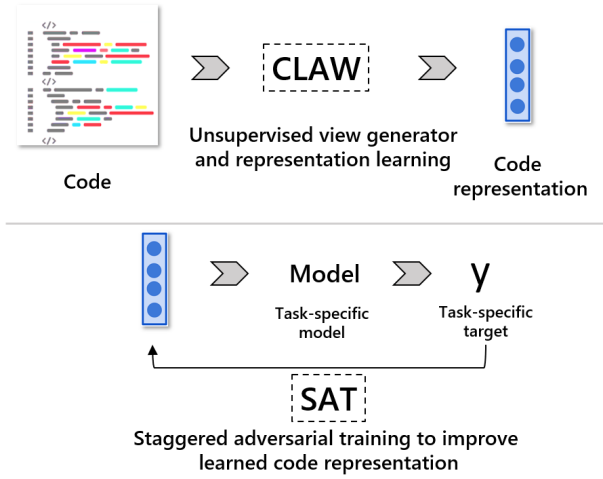 </>
</>
</>
CLAW
Unsupervised view generator
and representation learning
Code
Code
representation
Model
y
Task-specific
model
Task-specific
target
SAT
Staggered adversarial training to improve
learned code representation